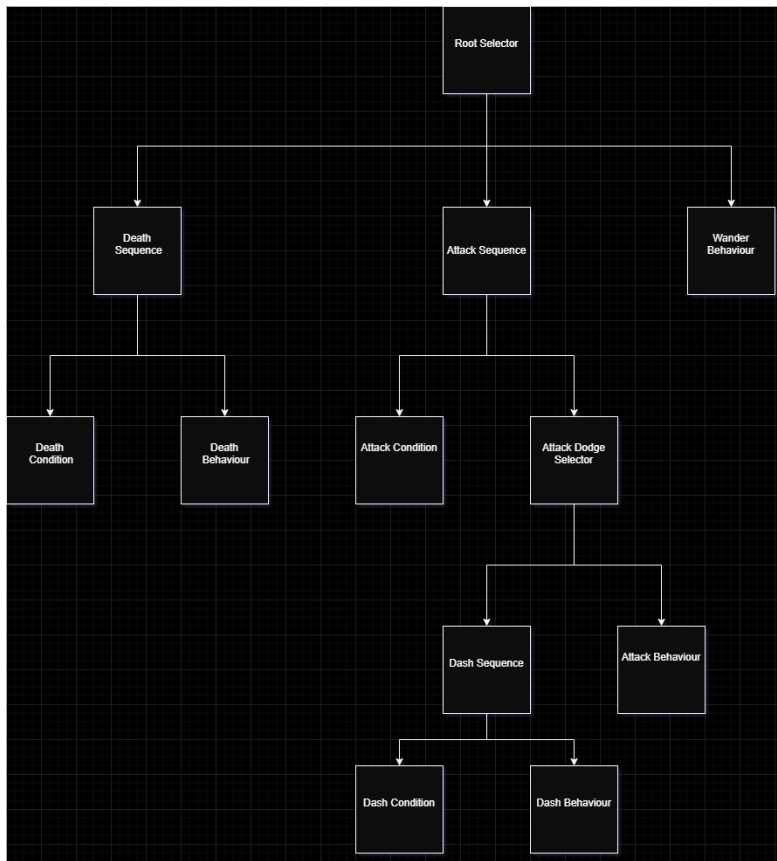 Root Selector
Death
Sequence
Attack Sequence
Wander
Behaviour
Death
Condition
Death
Behaviour
Attack Condition
Attack Dodge
Selector
Dash Sequence
Attack Behaviour
Dash Condition
Dash Behaviour